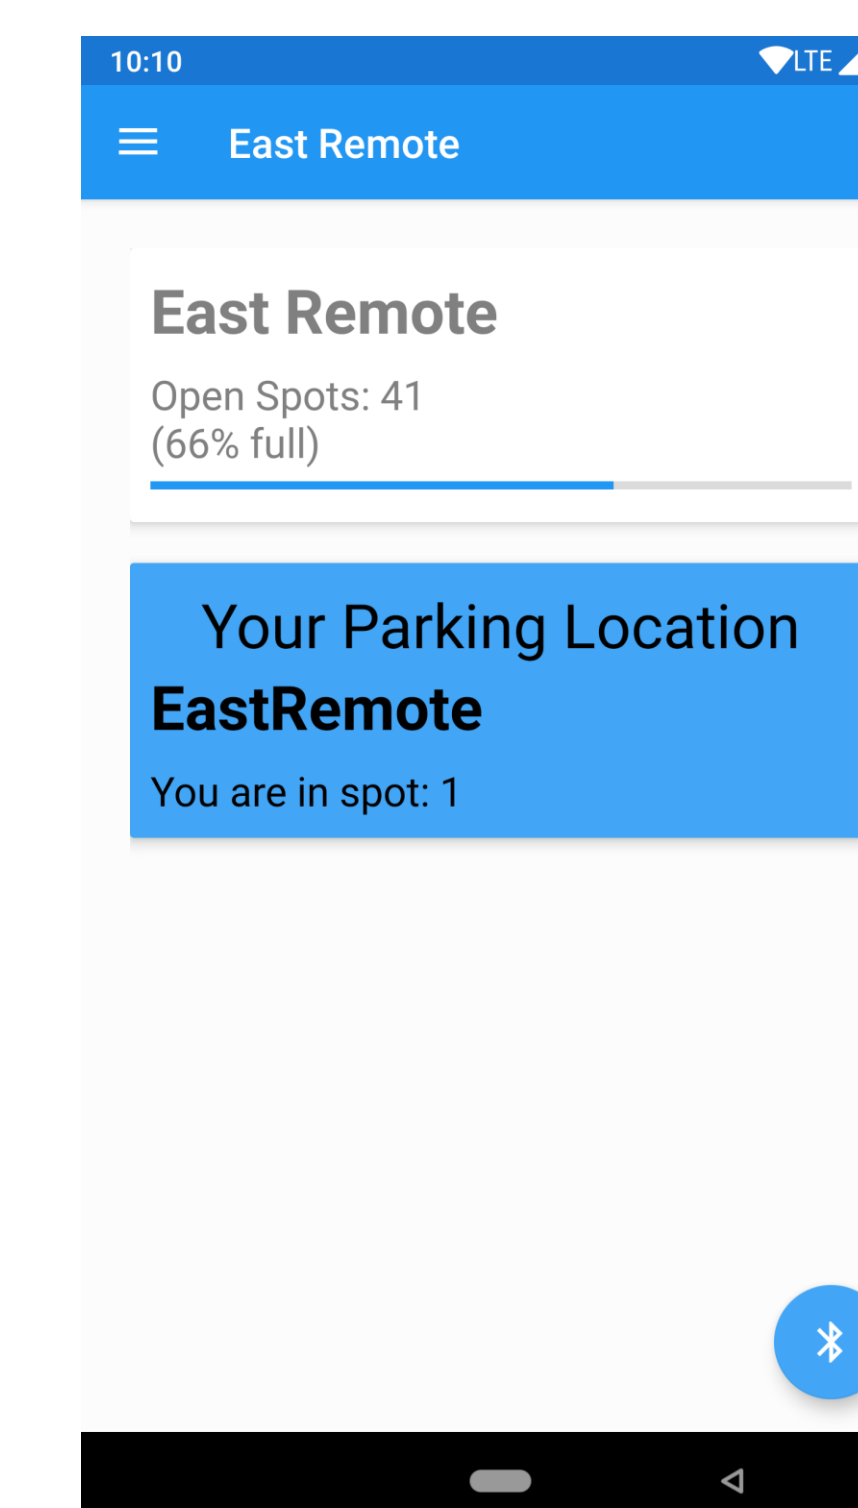 10:10 LTE
East Remote
East Remote
Open Spots: 41
(66% full)
Your Parking Location
EastRemote
You are in spot: 1